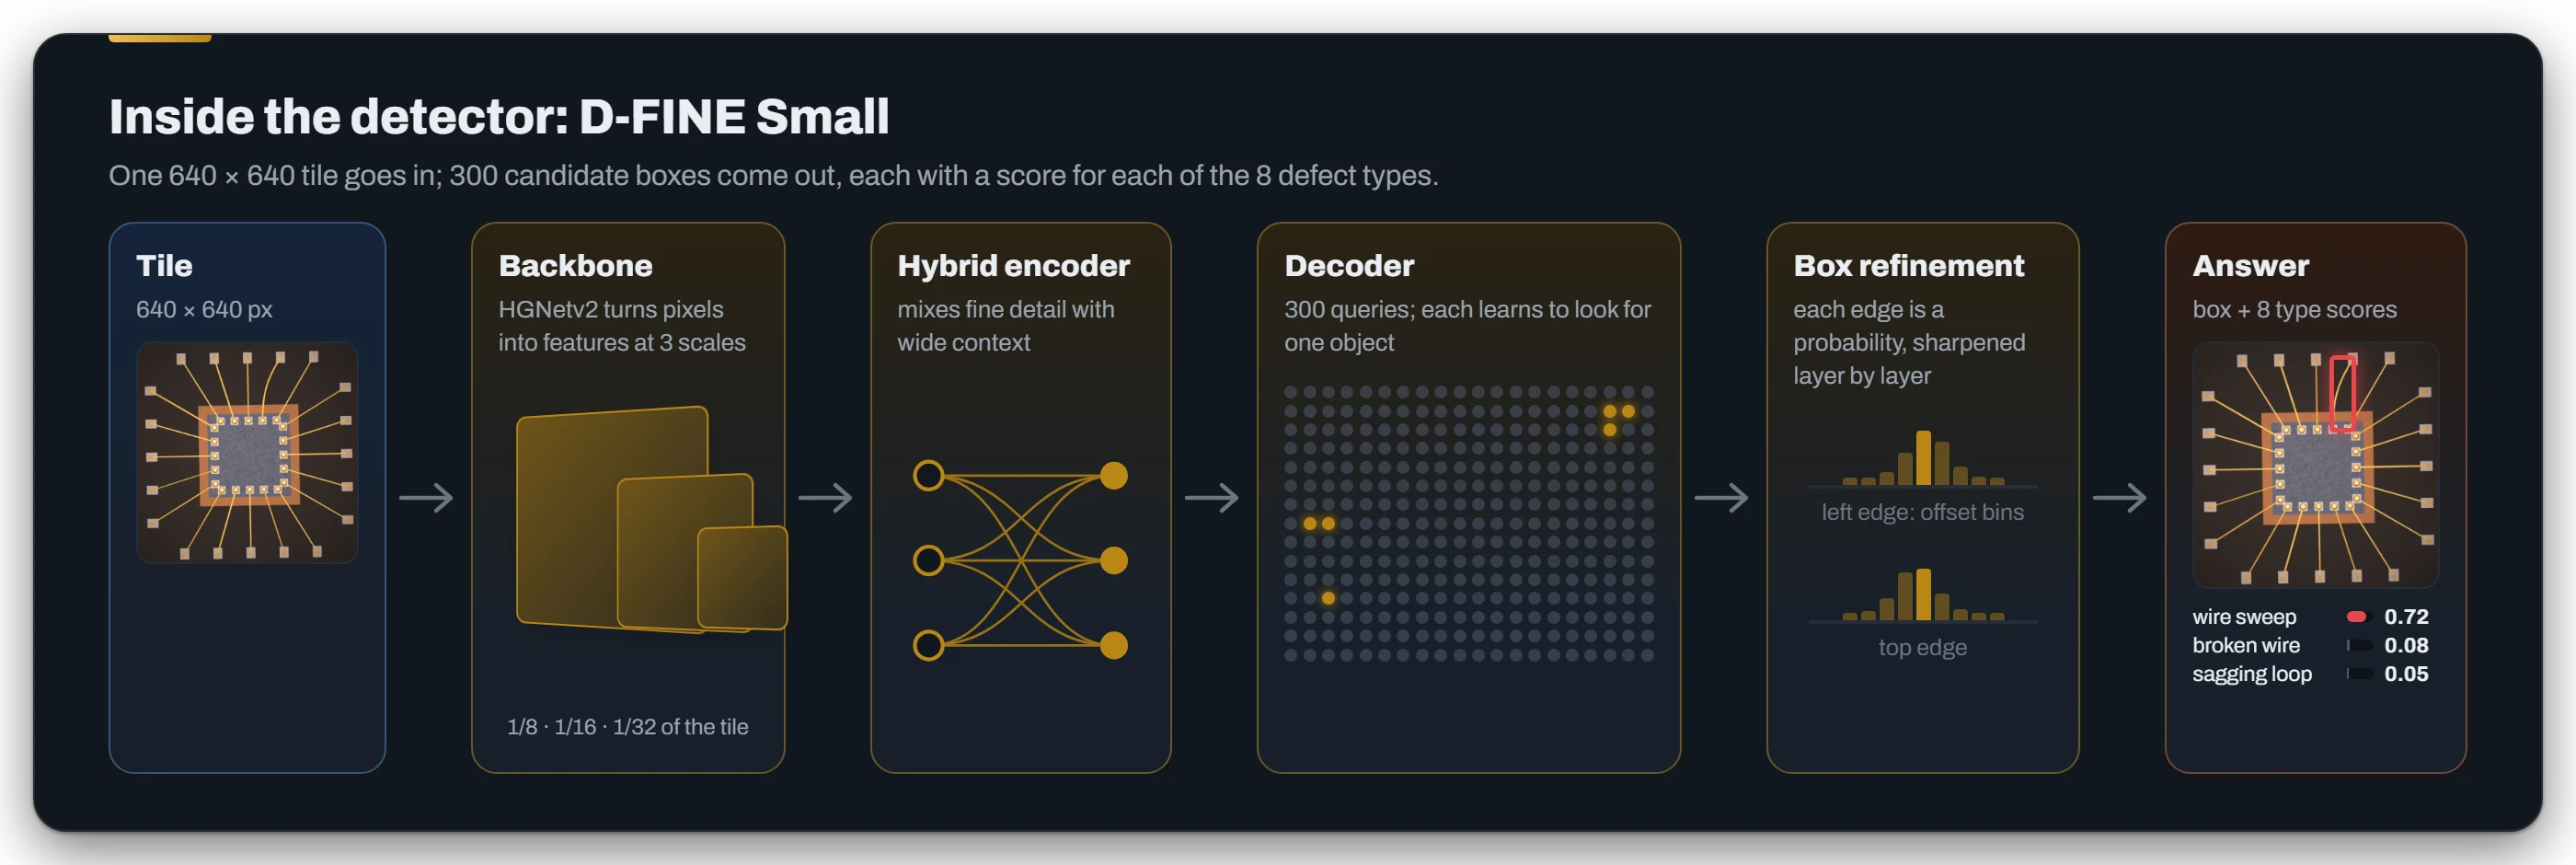 Inside the detector: D-FINE Small
One 640 × 640 tile goes in; 300 candidate boxes come out, each with a score for each of the 8 defect types.
Tile
640 × 640 px
Backbone
HGNetv2 turns pixels
into features at 3 scales
1/8 · 1/16 · 1/32 of the tile
Hybrid encoder
mixes fine detail with
wide context
Decoder
300 queries; each learns to look for
one object
Box refinement
each edge is a
probability, sharpened
layer by layer
left edge: offset bins
top edge
Answer
box + 8 type scores
wire sweep 0.72
broken wire 0.08
sagging loop 0.05